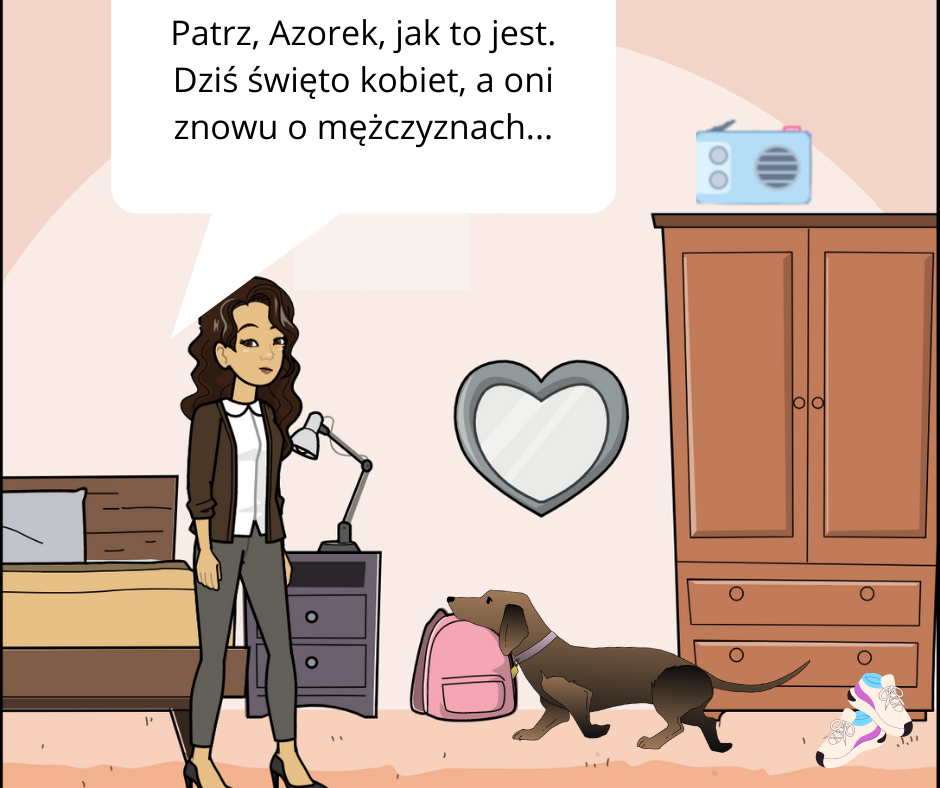 Patrz, Azorek, jak to jest.
Dziś święto kobiet, a oni
znowu o mężczyznach...